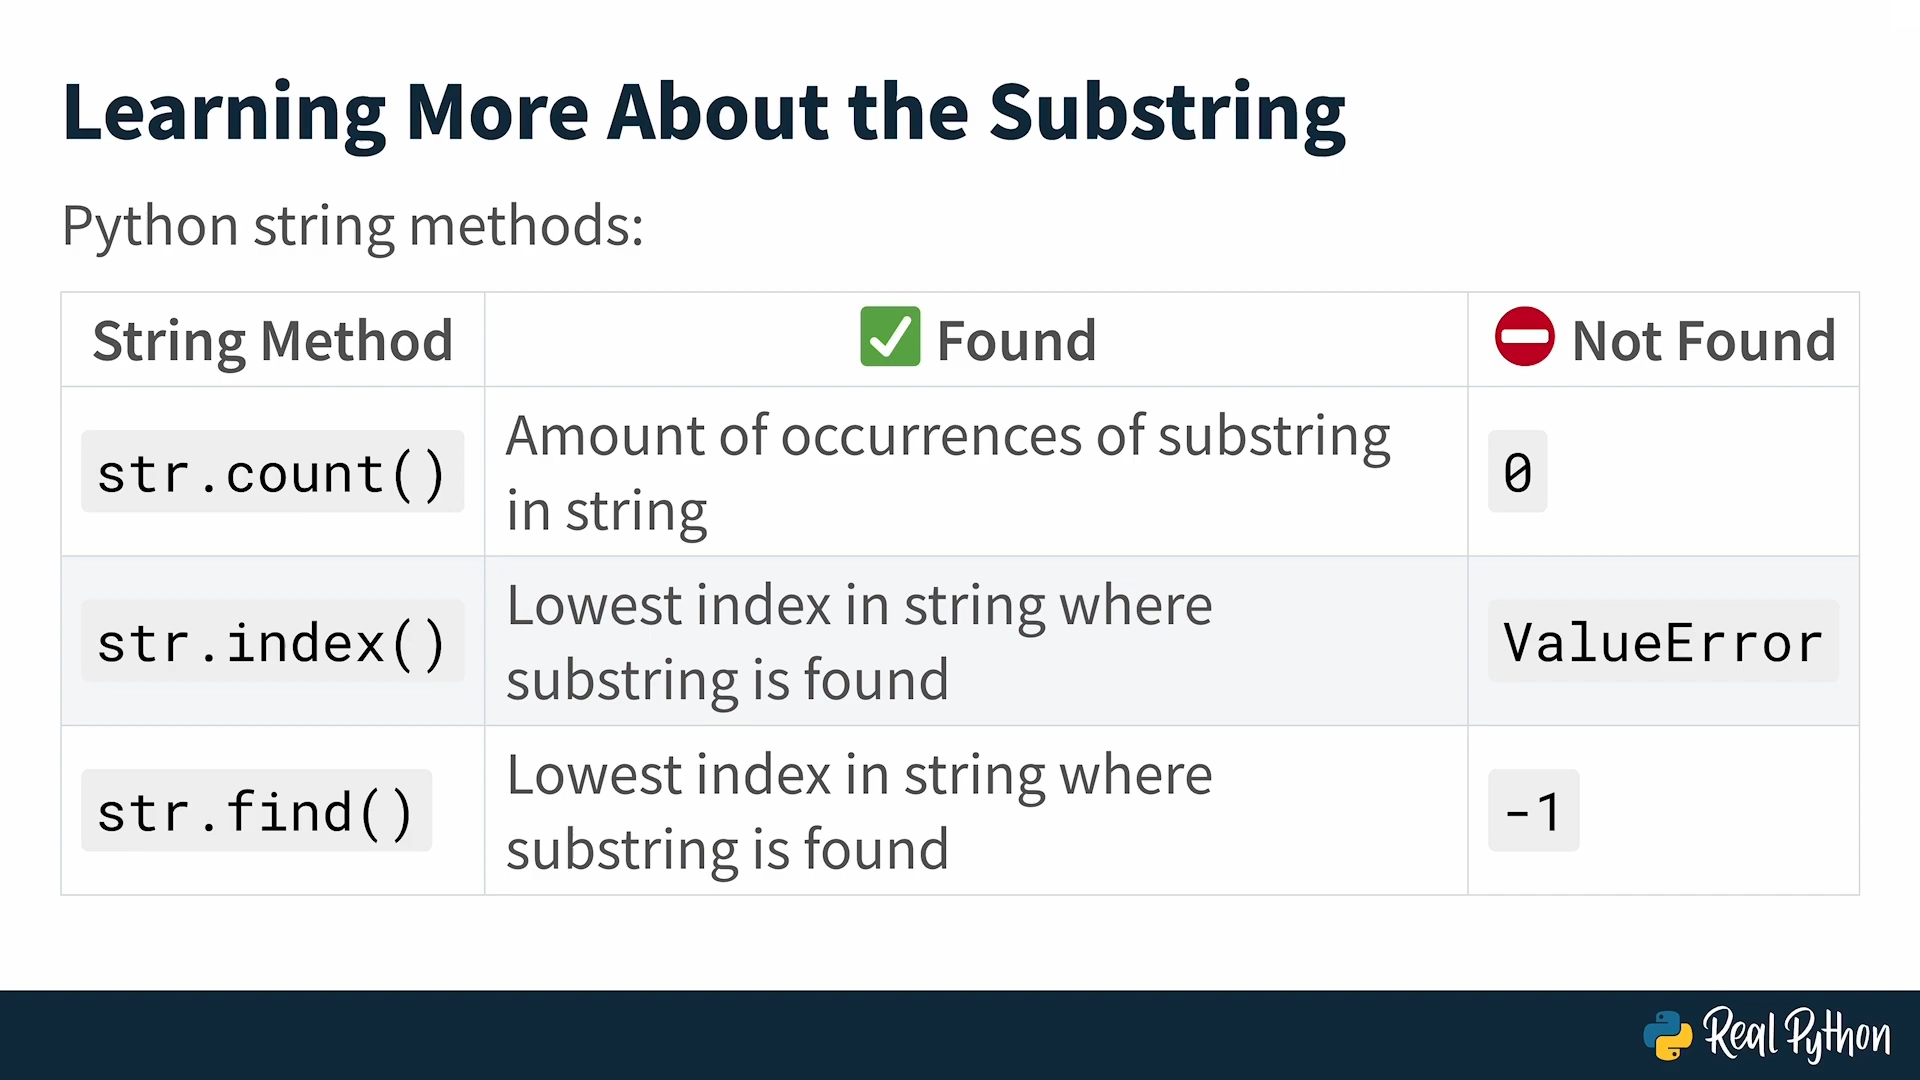 Learning More About the Substring
Python string methods:
String Method
Found
Not Found
str.count()
Amount of occurrences of substring
in string
0
str.index()
Lowest index in string where
substring is found
ValueError
str.find()
Lowest index in string where
substring is found
-1
Real Python